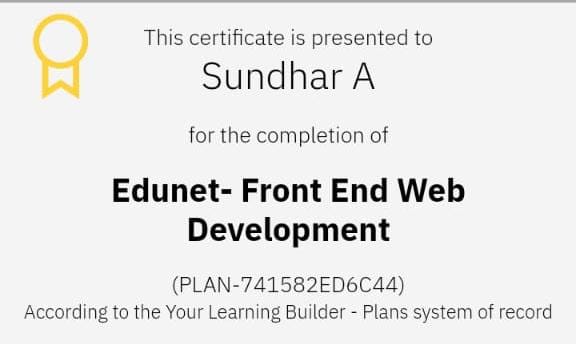 This certificate is presented to
Sundhar A
for the completion of
Edunet- Front End Web
Development
(PLAN-741582ED6C44)
According to the Your Learning Builder - Plans system of record